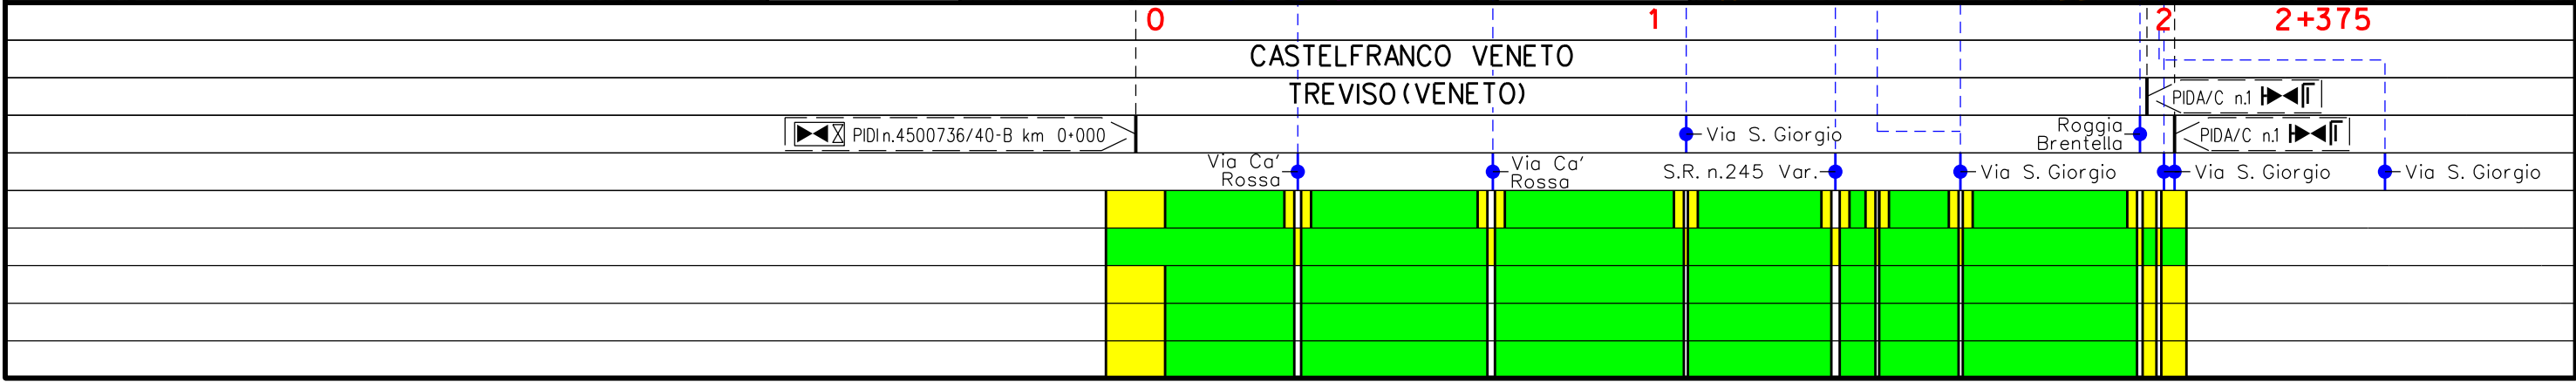 0 1 2 2+375
CASTELFRANCO VENETO
TREVISO(VENETO)
PIDA/C n.1
PIDI n.4500736/40-B km 0+000
Via S. Giorgio
Roggia
Brentella
PIDA/C n.1
Via Ca'
Rossa
Via Ca'
Rossa
S.R. n.245 Var.
Via S. Giorgio
Via S. Giorgio
Via S. Giorgio